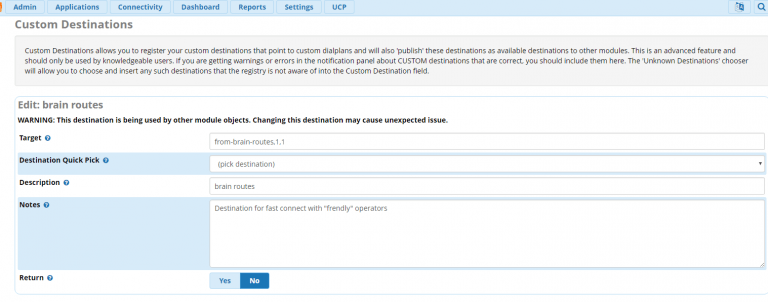 Admin Applications Connectivity Dashboard Reports Settings UCP
Custom Destinations
Custom Destinations allows you to register your custom destinations that point to custom dialplans and will also 'publish' these destinations as available destinations to other modules. This is an advanced feature and
should only be used by knowledgeable users. If you are getting warnings or errors in the notification panel about CUSTOM destinations that are correct, you should include them here. The 'Unknown Destinations' chooser
will allow you to choose and insert any such destinations that the registry is not aware of into the Custom Destination field.
Edit: brain routes
WARNING: This destination is being used by other module objects. Changing this destination may cause unexpected issue.
Target from-brain-routes,1,1
Destination Quick Pick (pick destination)
Description brain routes
Notes Destination for fast connect with "frendly" operators
Return Yes No